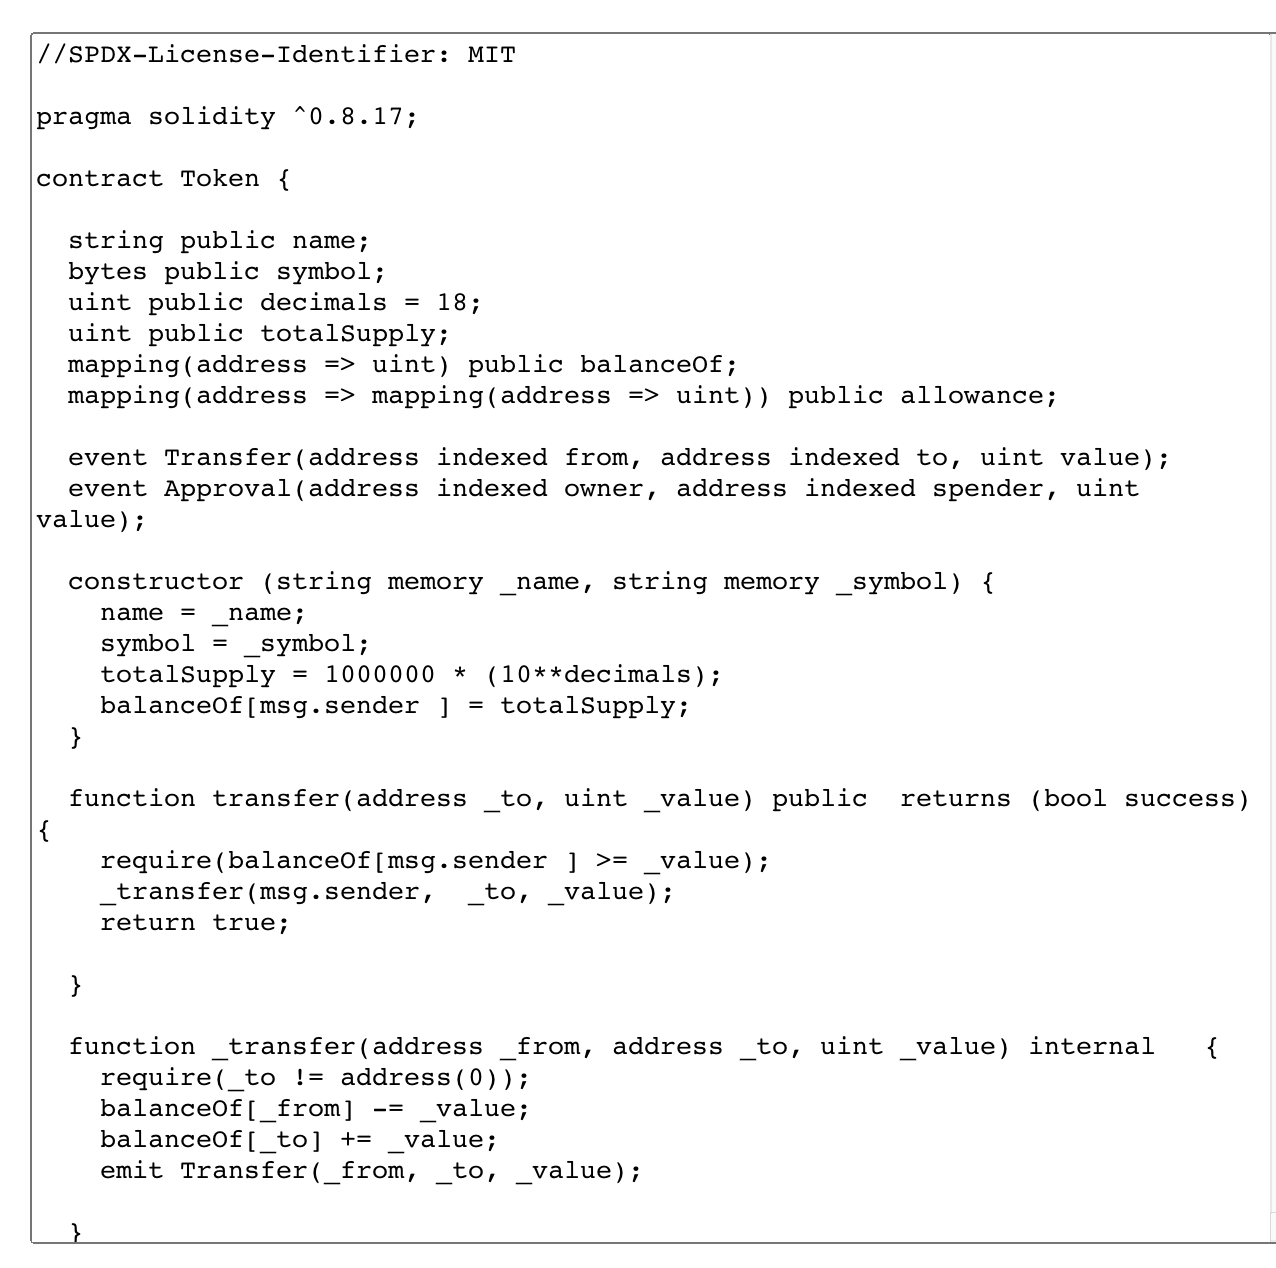 //SPDX-License-Identifier: MIT

pragma solidity ^0.8.17;

contract Token {

  string public name;
  bytes public symbol;
  uint public decimals = 18;
  uint public totalSupply;
  mapping(address => uint) public balanceOf;
  mapping(address => mapping(address => uint)) public allowance;

  event Transfer(address indexed from, address indexed to, uint value);
  event Approval(address indexed owner, address indexed spender, uint
value);

  constructor (string memory _name, string memory _symbol) {
    name = _name;
    symbol = _symbol;
    totalSupply = 1000000 * (10**decimals);
    balanceOf[msg.sender ] = totalSupply;
  }

  function transfer(address _to, uint _value) public  returns (bool success)
{
    require(balanceOf[msg.sender ] >= _value);
    _transfer(msg.sender,  _to, _value);
    return true;

  }

  function _transfer(address _from, address _to, uint _value) internal   {
    require(_to != address(0));
    balanceOf[_from] -= _value;
    balanceOf[_to] += _value;
    emit Transfer(_from, _to, _value);

  }